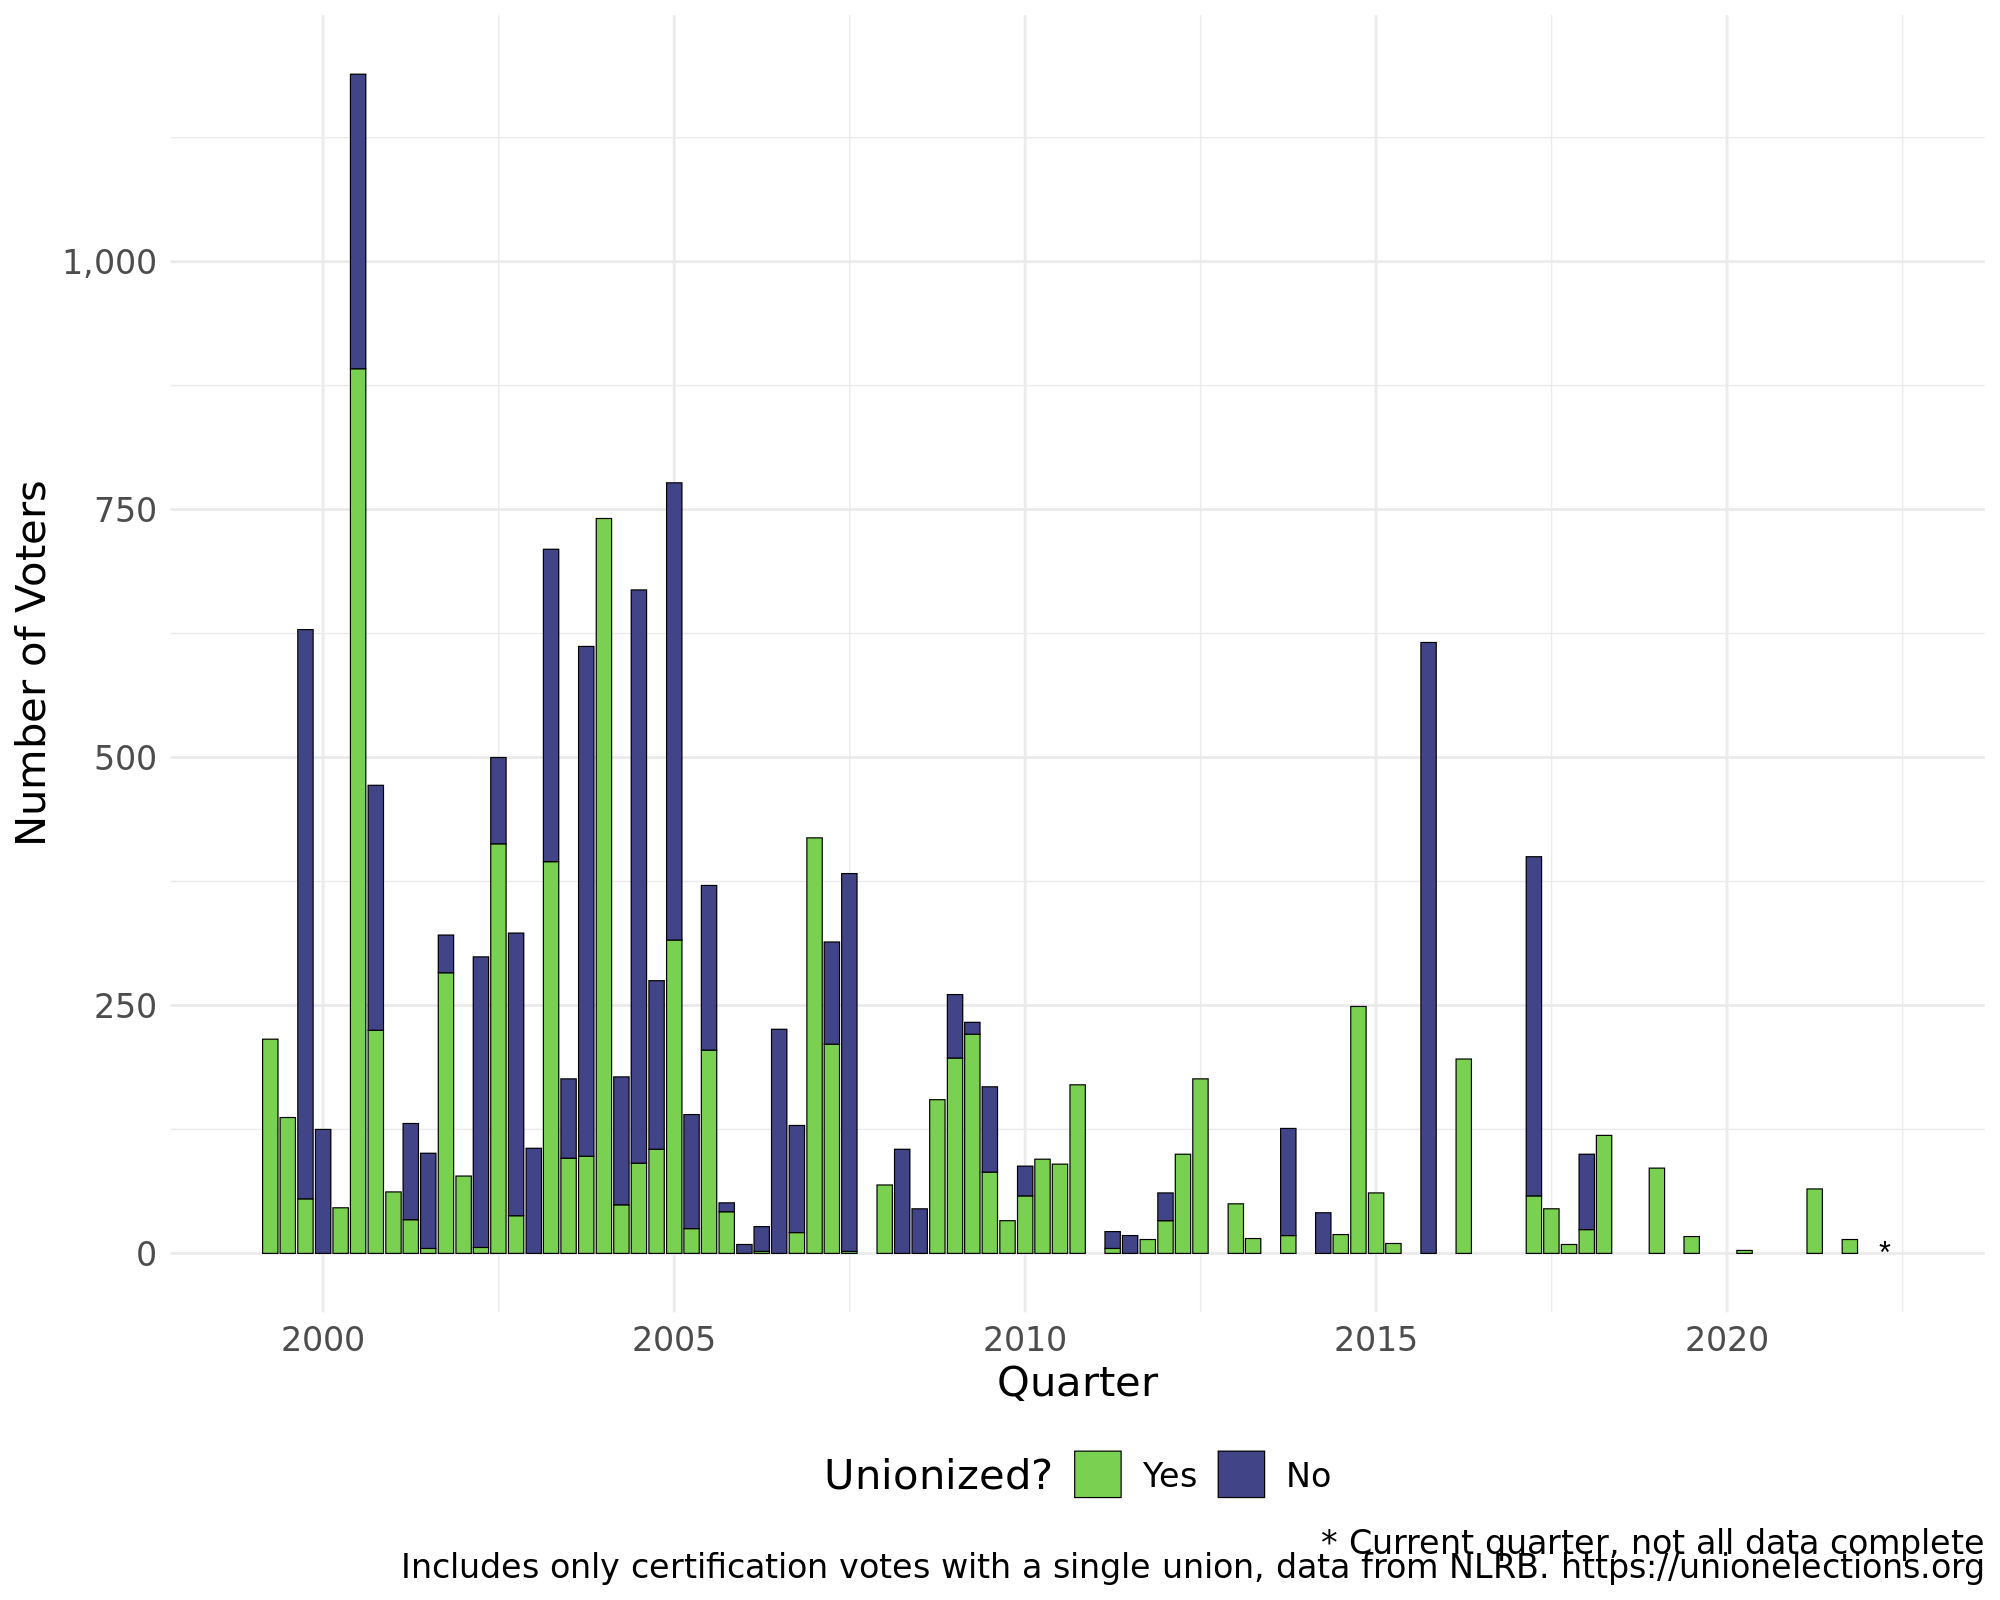 Number of Voters
1,000
750
500
250
0
*
2000 2005 2010 2015 2020
Quarter
Unionized? Yes No
* Current quarter, not all data complete
Includes only certification votes with a single union, data from NLRB. https://unionelections.org